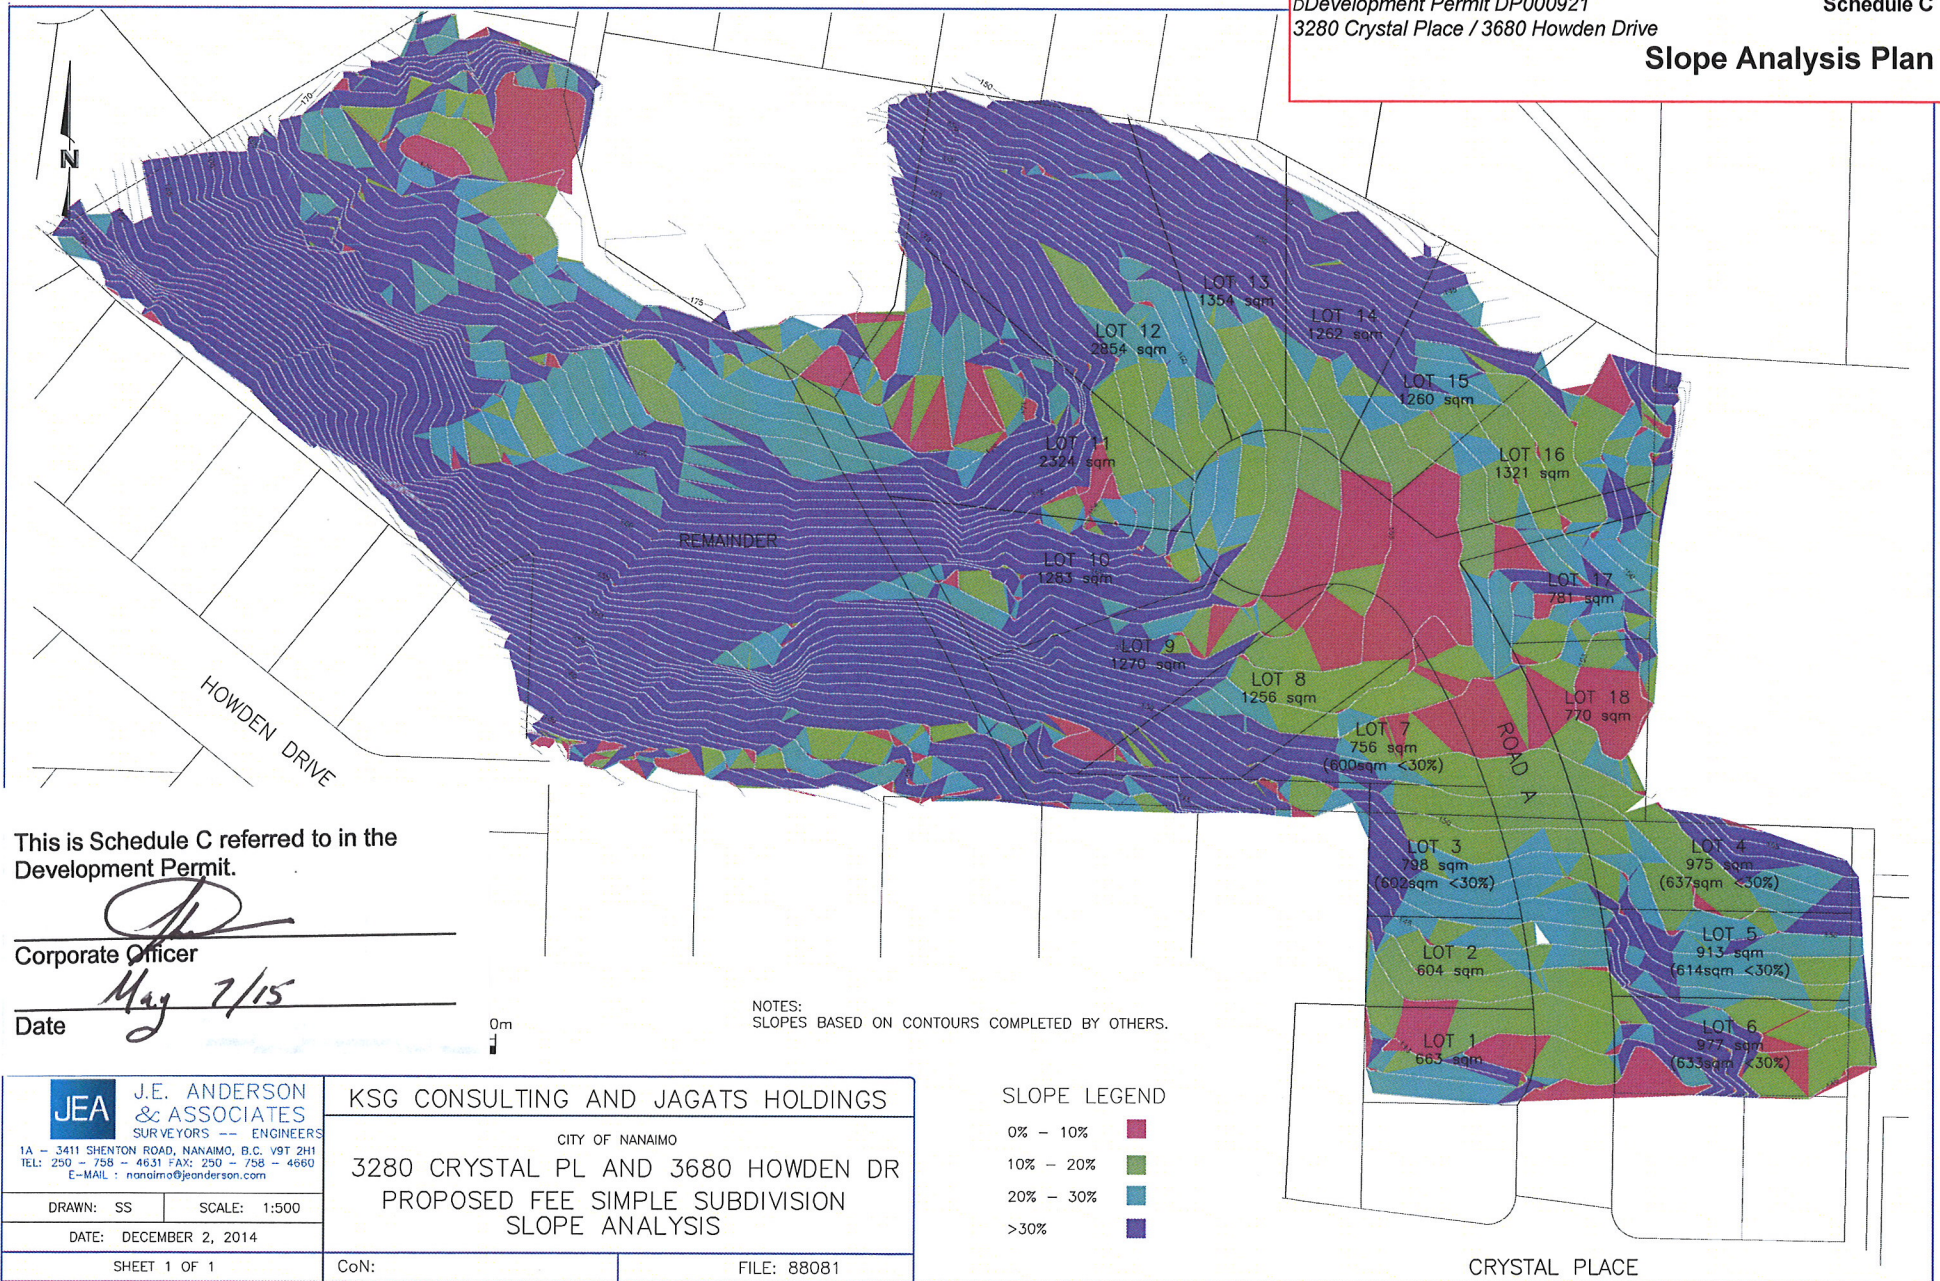 DDevelopment Permit DP000921
Schedule C
3280 Crystal Place / 3680 Howden Drive
Slope Analysis Plan
N
170
150
175
LOT 13
1354 sqm
LOT 12
2854 sqm
LOT 14
1262 sqm
LOT 15
1260 sqm
LOT 11
2324 sqm
LOT 16
1321 sqm
REMAINDER
LOT 10
1283 sqm
LOT 17
781 sqm
LOT 9
1270 sqm
LOT 8
1256 sqm
LOT 18
770 sqm
LOT 7
756 sqm
(600sqm <30%)
ROAD A
HOWDEN DRIVE
LOT 3
798 sqm
(602sqm <30%)
LOT 4
975 sqm
(637sqm <30%)
LOT 2
604 sqm
LOT 5
913 sqm
(614sqm <30%)
LOT 1
663 sqm
LOT 6
977 sqm
(633sqm <30%)
This is Schedule C referred to in the
Development Permit.
Corporate Officer
May 7/15
Date
0m
NOTES:
SLOPES BASED ON CONTOURS COMPLETED BY OTHERS.
JEA
J.E. ANDERSON
& ASSOCIATES
SURVEYORS -- ENGINEERS
1A - 3411 SHENTON ROAD, NANAIMO, B.C. V9T 2H1
TEL: 250 - 758 - 4631 FAX: 250 - 758 - 4660
E-MAIL : nanaimo@jeanderson.com
DRAWN: SS
SCALE: 1:500
DATE: DECEMBER 2, 2014
SHEET 1 OF 1
KSG CONSULTING AND JAGATS HOLDINGS
CITY OF NANAIMO
3280 CRYSTAL PL AND 3680 HOWDEN DR
PROPOSED FEE SIMPLE SUBDIVISION
SLOPE ANALYSIS
CoN:
FILE: 88081
SLOPE LEGEND
0% - 10%
10% - 20%
20% - 30%
>30%
CRYSTAL PLACE